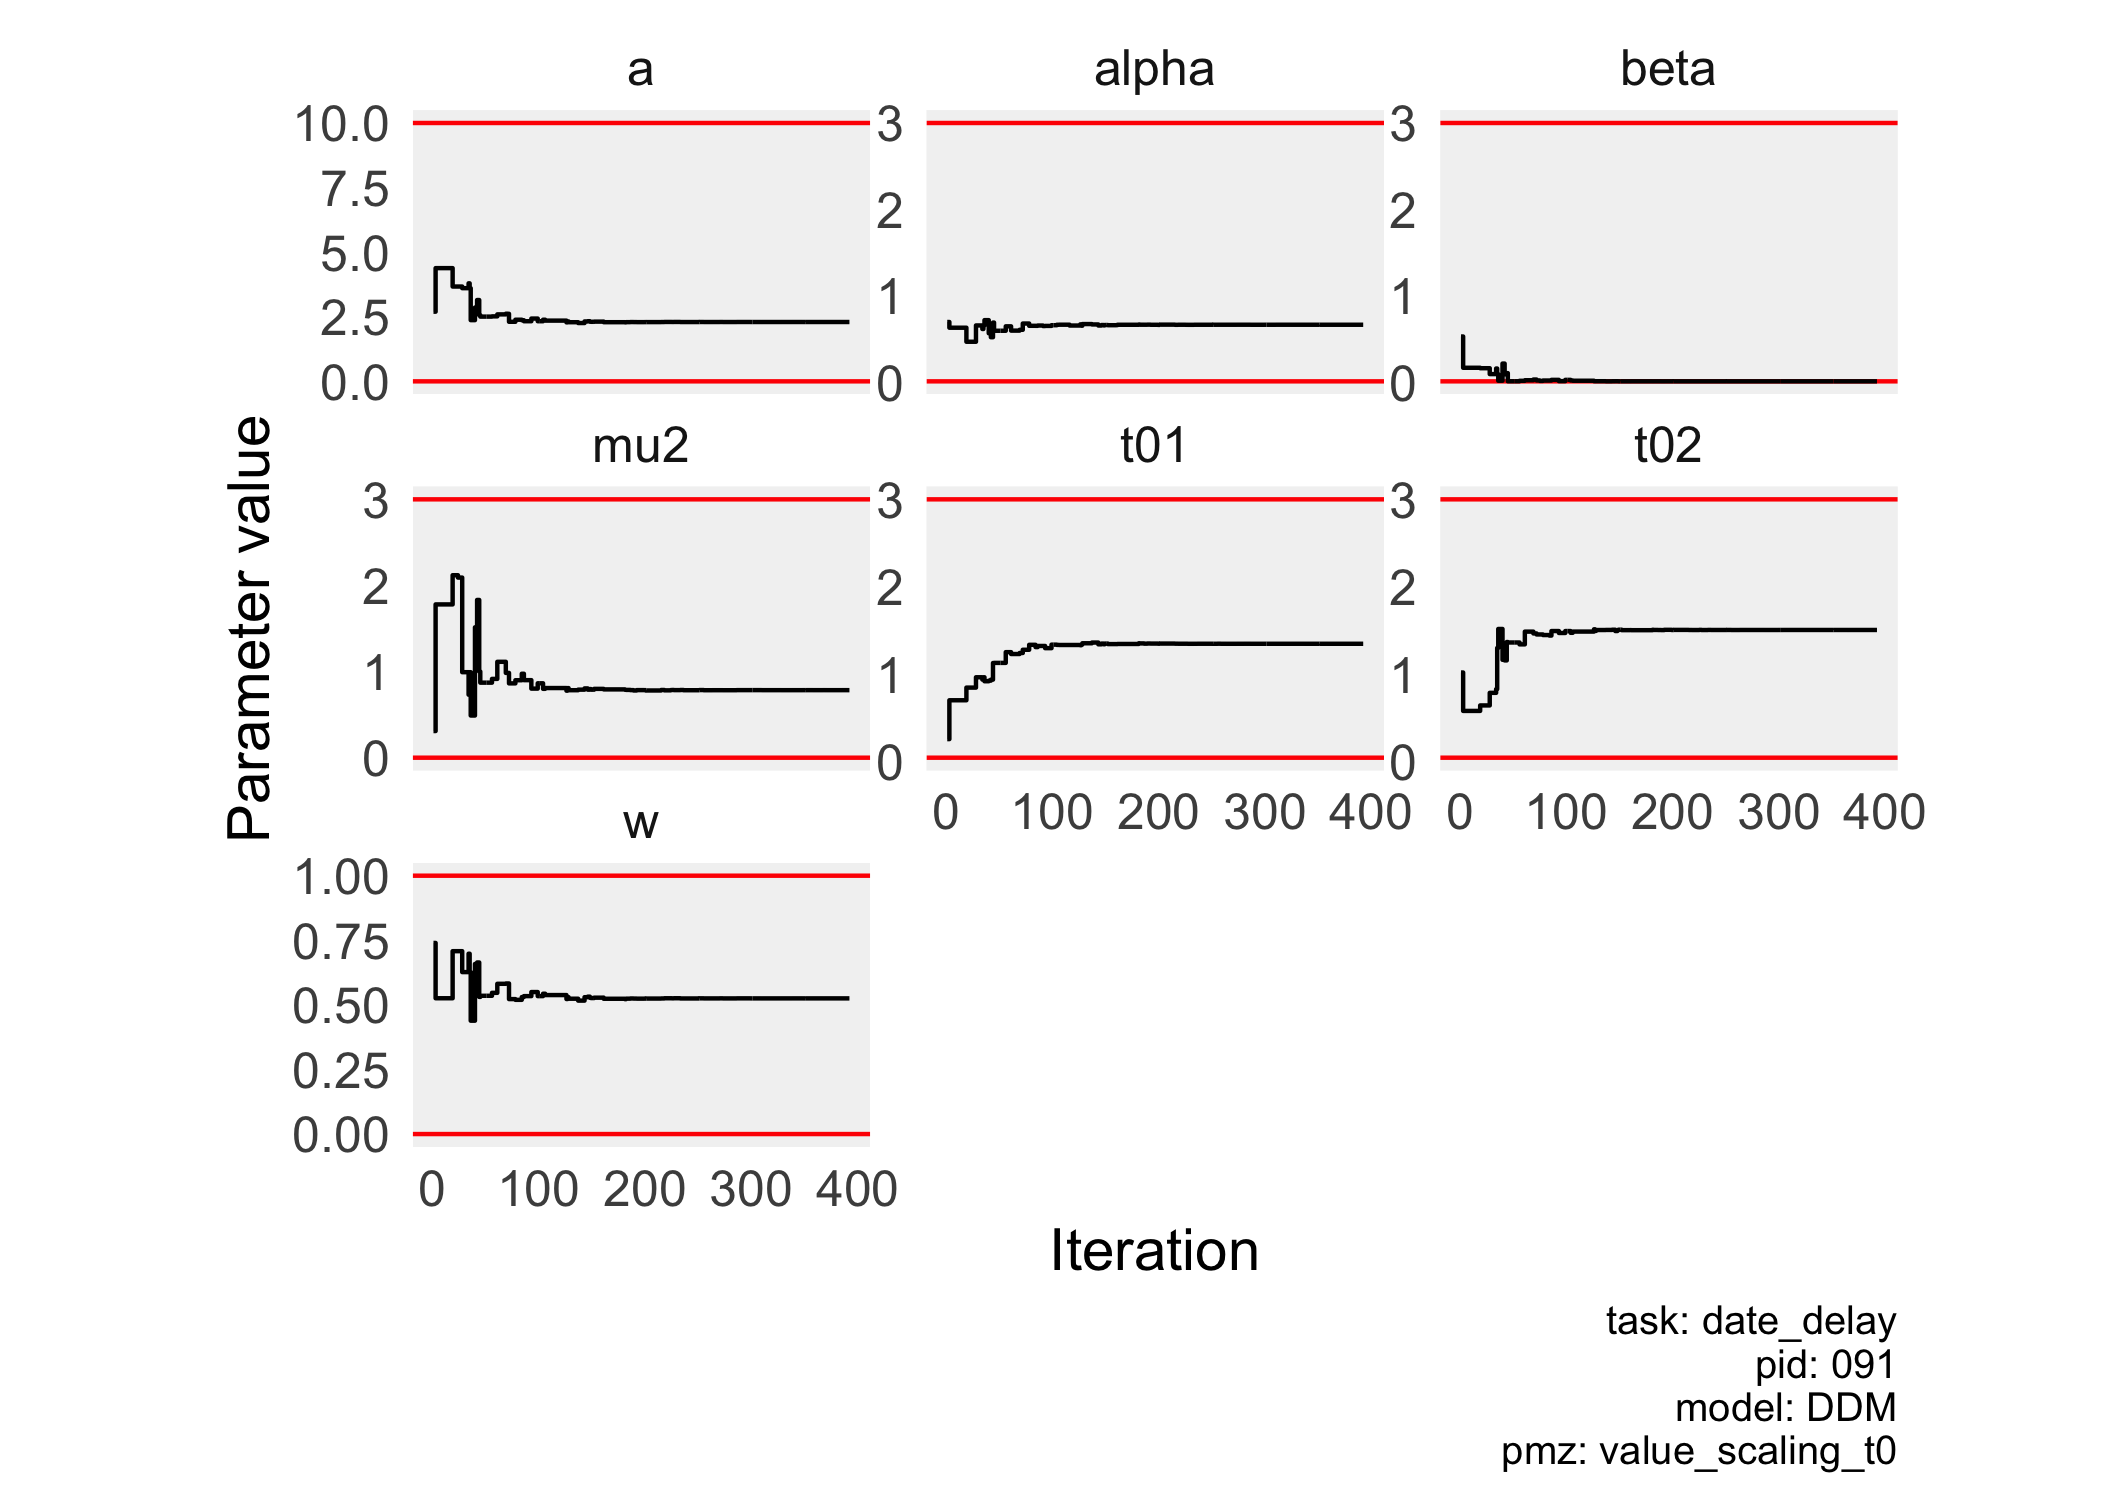 a
alpha
beta
10.0
7.5
5.0
2.5
0.0
3
2
1
0
3
2
1
0
mu2
t01
t02
3
2
1
0
3
2
1
0
3
2
1
0
0 100 200 300 400
0 100 200 300 400
w
1.00
0.75
0.50
0.25
0.00
0 100 200 300 400
Parameter value
Iteration
task: date_delay
pid: 091
model: DDM
pmz: value_scaling_t0